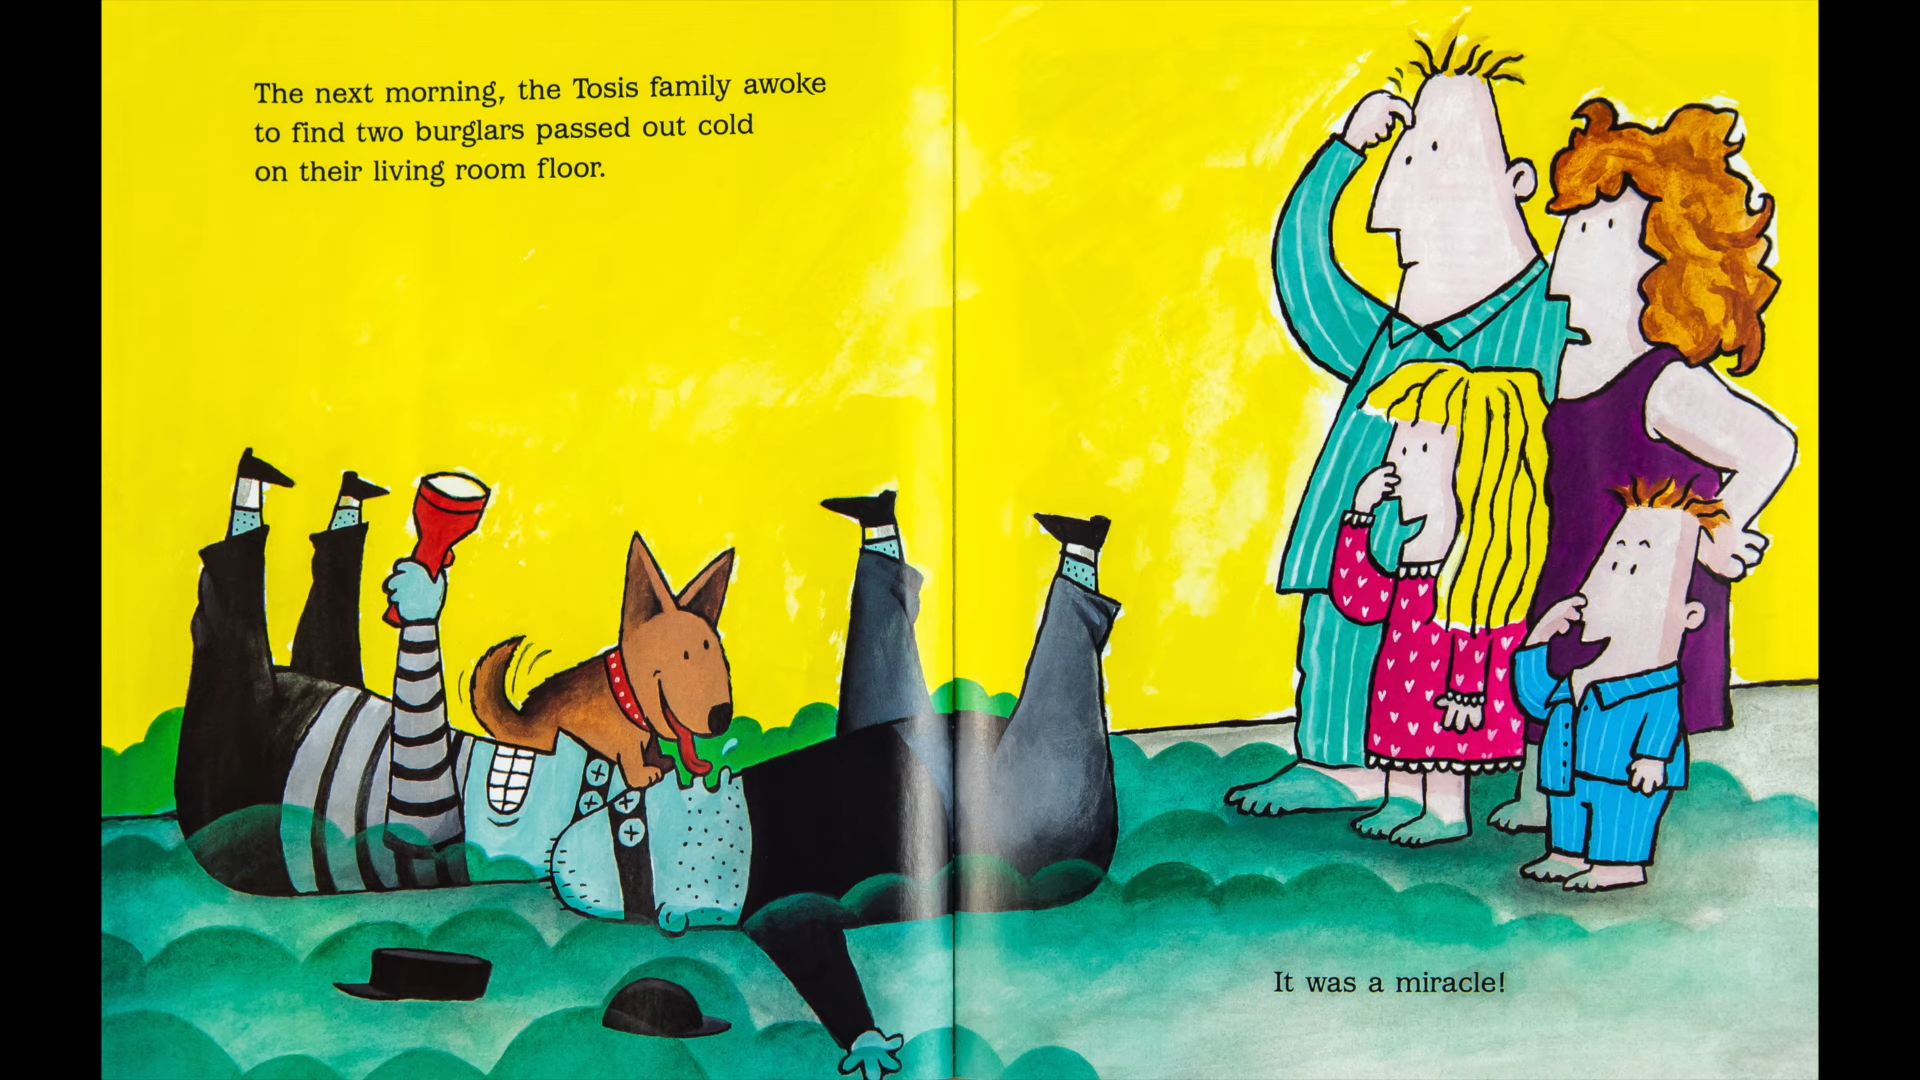 The next morning, the Tosis family awoke
to find two burglars passed out cold
on their living room floor.
It was a miracle!